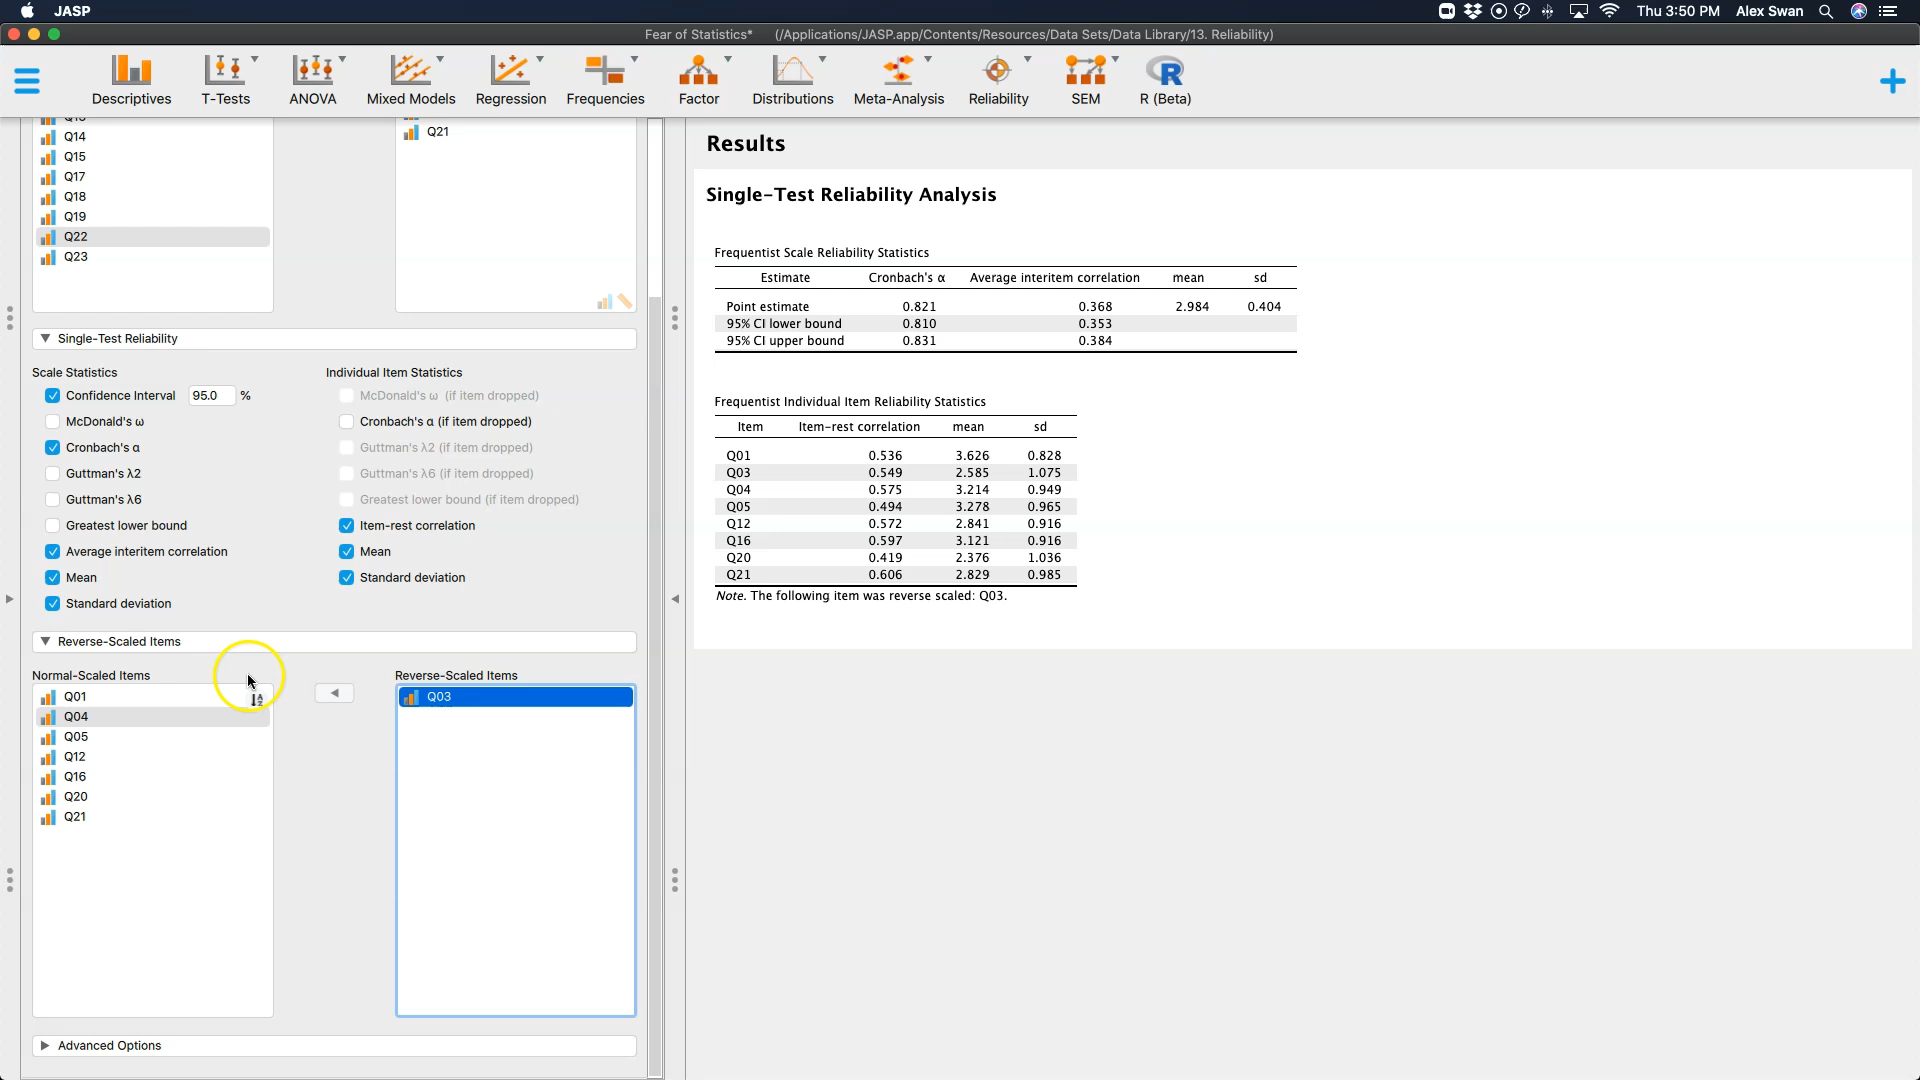 JASP
Thu 3:50 PM Alex Swan
Fear of Statistics* (/Applications/JASP.app/Contents/Resources/Data Sets/Data Library/13. Reliability)
Descriptives T-Tests ANOVA Mixed Models Regression Frequencies Factor Distributions Meta-Analysis Reliability SEM R (Beta)
Q14
Q15
Q17
Q18
Q19
Q22
Q23
Q21
Single-Test Reliability
Scale Statistics
Confidence Interval 95.0 %
McDonald's ω
Cronbach's α
Guttman's λ2
Guttman's λ6
Greatest lower bound
Average interitem correlation
Mean
Standard deviation
Individual Item Statistics
McDonald's ω (if item dropped)
Cronbach's α (if item dropped)
Guttman's λ2 (if item dropped)
Guttman's λ6 (if item dropped)
Greatest lower bound (if item dropped)
Item-rest correlation
Mean
Standard deviation
Reverse-Scaled Items
Normal-Scaled Items
Q01
Q04
Q05
Q12
Q16
Q20
Q21
Reverse-Scaled Items
Q03
Advanced Options
Results
Single-Test Reliability Analysis
Frequentist Scale Reliability Statistics
Estimate Cronbach's α Average interitem correlation mean sd
Point estimate 0.821 0.368 2.984 0.404
95% CI lower bound 0.810 0.353
95% CI upper bound 0.831 0.384
Frequentist Individual Item Reliability Statistics
Item Item-rest correlation mean sd
Q01 0.536 3.626 0.828
Q03 0.549 2.585 1.075
Q04 0.575 3.214 0.949
Q05 0.494 3.278 0.965
Q12 0.572 2.841 0.916
Q16 0.597 3.121 0.916
Q20 0.419 2.376 1.036
Q21 0.606 2.829 0.985
Note. The following item was reverse scaled: Q03.